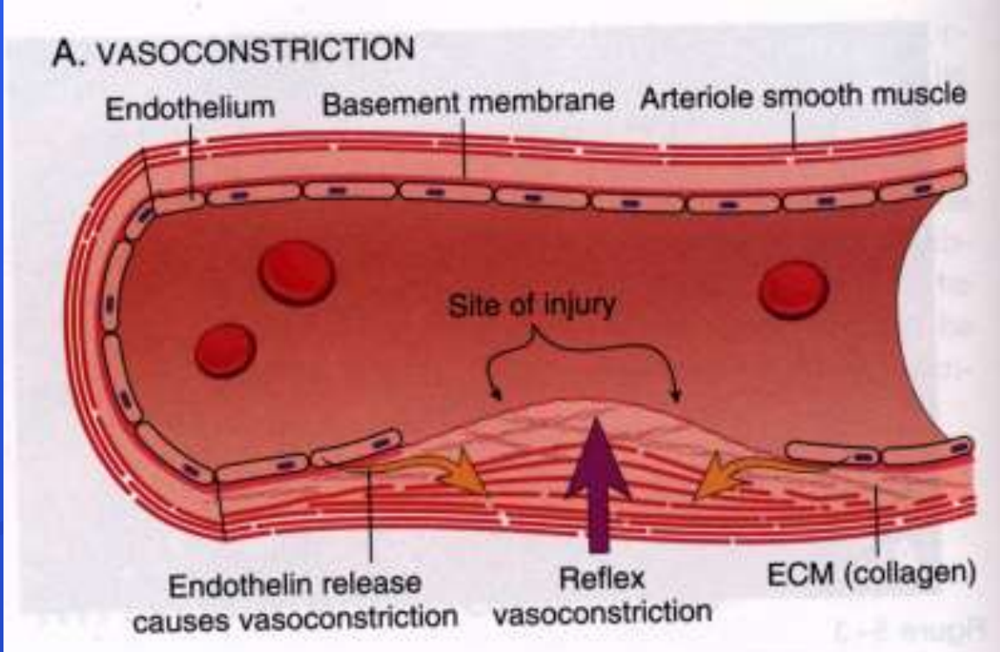 A. VASOCONSTRICTION
Endothelium
Basement membrane
Arteriole smooth muscle
Site of injury
Endothelin release
causes vasoconstriction
Reflex
vasoconstriction
ECM (collagen)